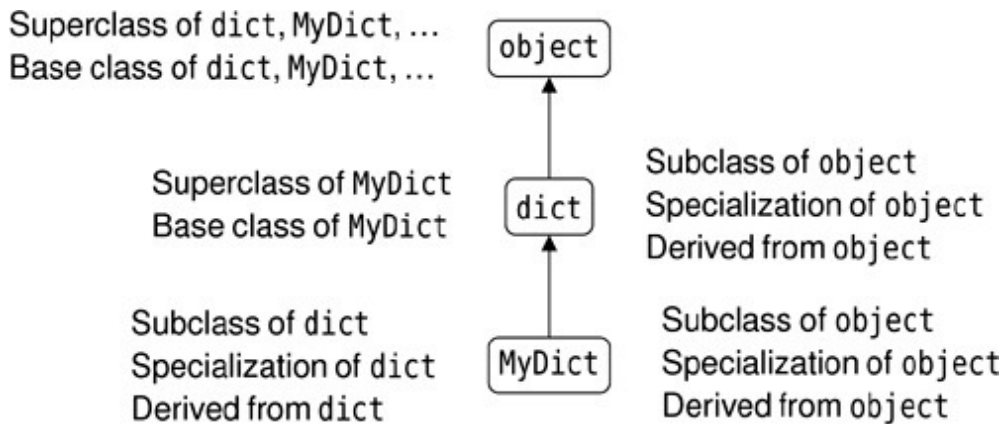 Superclass of dict, MyDict, …
Base class of dict, MyDict, …
object
Superclass of MyDict
Base class of MyDict
dict
Subclass of object
Specialization of object
Derived from object
Subclass of dict
Specialization of dict
Derived from dict
MyDict
Subclass of object
Specialization of object
Derived from object